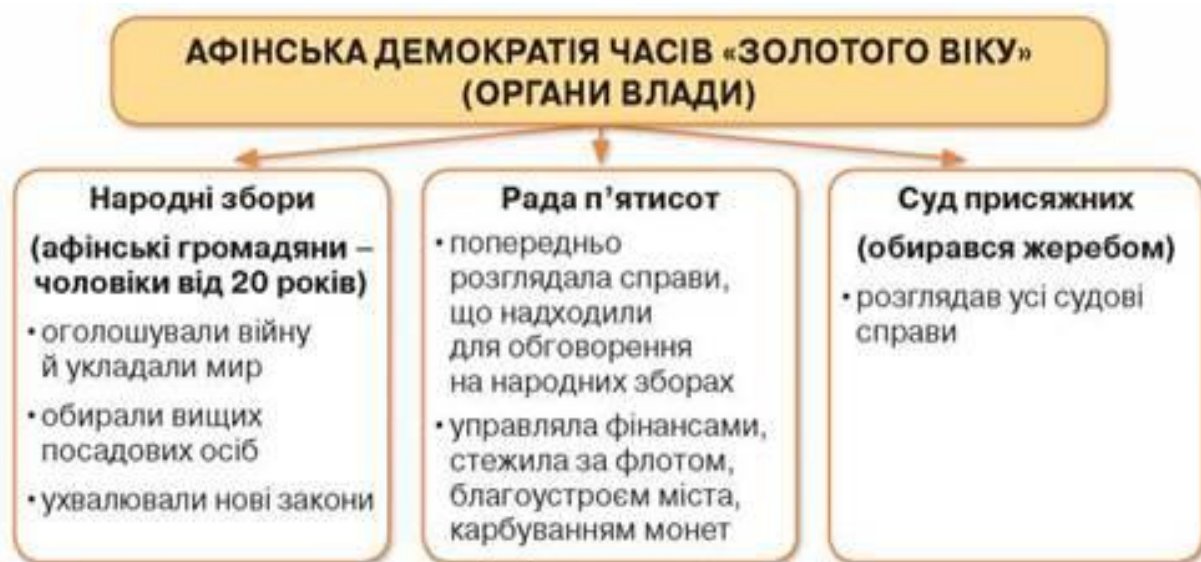 АФІНСЬКА ДЕМОКРАТІЯ ЧАСІВ «ЗОЛОТОГО ВІКУ»
(ОРГАНИ ВЛАДИ)
Народні збори
(афінські громадяни –
чоловіки від 20 років)
• оголошували війну
й укладали мир
• обирали вищих
посадових осіб
• ухвалювали нові закони
Рада п’ятисот
• попередньо
розглядала справи,
що надходили
для обговорення
на народних зборах
• управляла фінансами,
стежила за флотом,
благоустроєм міста,
карбуванням монет
Суд присяжних
(обирався жеребом)
• розглядав усі судові
справи